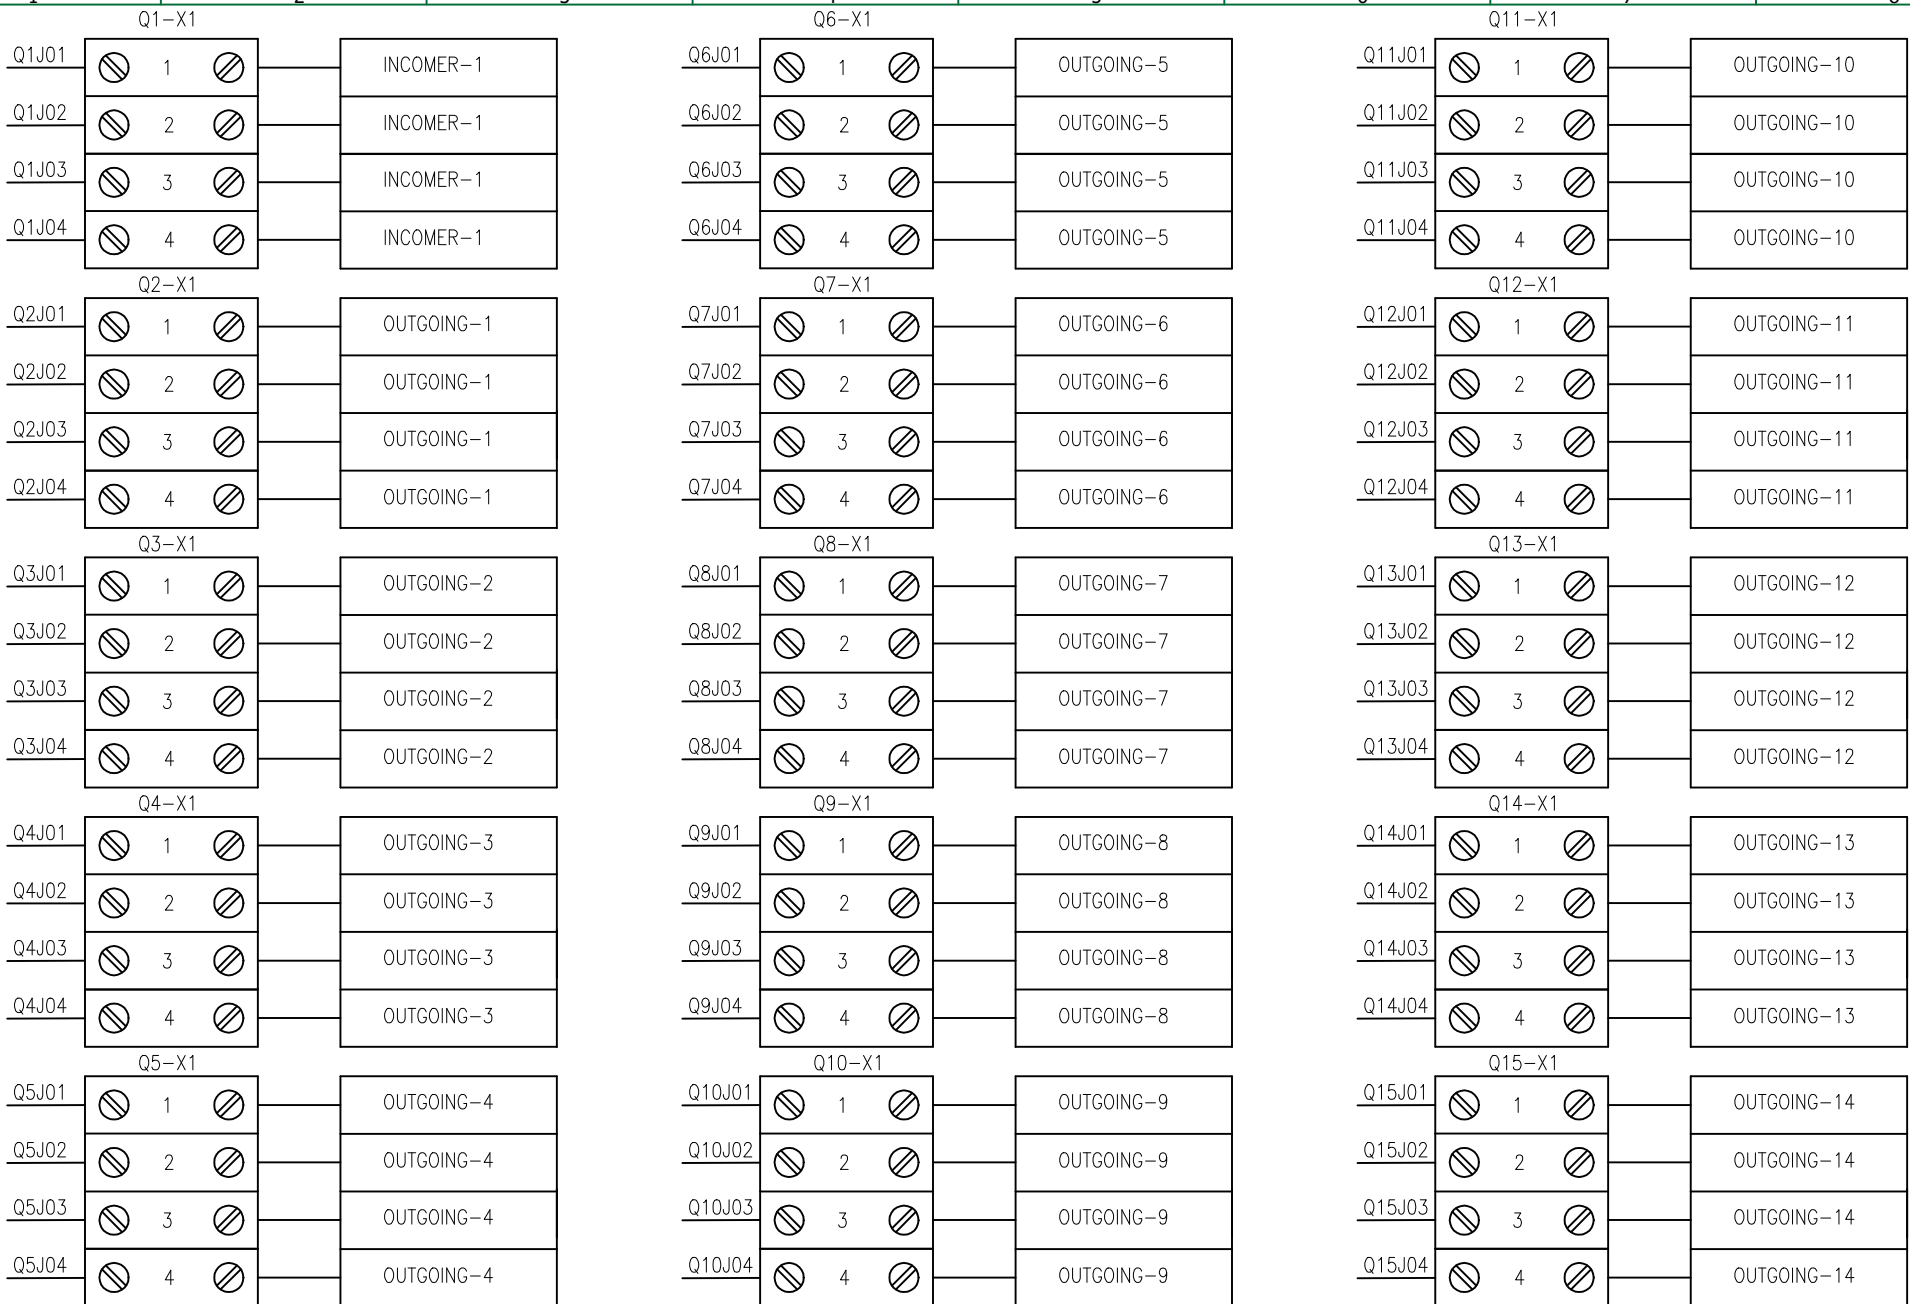 Q1-X1
Q1J01 1 INCOMER-1
Q1J02 2 INCOMER-1
Q1J03 3 INCOMER-1
Q1J04 4 INCOMER-1
Q2-X1
Q2J01 1 OUTGOING-1
Q2J02 2 OUTGOING-1
Q2J03 3 OUTGOING-1
Q2J04 4 OUTGOING-1
Q3-X1
Q3J01 1 OUTGOING-2
Q3J02 2 OUTGOING-2
Q3J03 3 OUTGOING-2
Q3J04 4 OUTGOING-2
Q4-X1
Q4J01 1 OUTGOING-3
Q4J02 2 OUTGOING-3
Q4J03 3 OUTGOING-3
Q4J04 4 OUTGOING-3
Q5-X1
Q5J01 1 OUTGOING-4
Q5J02 2 OUTGOING-4
Q5J03 3 OUTGOING-4
Q5J04 4 OUTGOING-4
Q6-X1
Q6J01 1 OUTGOING-5
Q6J02 2 OUTGOING-5
Q6J03 3 OUTGOING-5
Q6J04 4 OUTGOING-5
Q7-X1
Q7J01 1 OUTGOING-6
Q7J02 2 OUTGOING-6
Q7J03 3 OUTGOING-6
Q7J04 4 OUTGOING-6
Q8-X1
Q8J01 1 OUTGOING-7
Q8J02 2 OUTGOING-7
Q8J03 3 OUTGOING-7
Q8J04 4 OUTGOING-7
Q9-X1
Q9J01 1 OUTGOING-8
Q9J02 2 OUTGOING-8
Q9J03 3 OUTGOING-8
Q9J04 4 OUTGOING-8
Q10-X1
Q10J01 1 OUTGOING-9
Q10J02 2 OUTGOING-9
Q10J03 3 OUTGOING-9
Q10J04 4 OUTGOING-9
Q11-X1
Q11J01 1 OUTGOING-10
Q11J02 2 OUTGOING-10
Q11J03 3 OUTGOING-10
Q11J04 4 OUTGOING-10
Q12-X1
Q12J01 1 OUTGOING-11
Q12J02 2 OUTGOING-11
Q12J03 3 OUTGOING-11
Q12J04 4 OUTGOING-11
Q13-X1
Q13J01 1 OUTGOING-12
Q13J02 2 OUTGOING-12
Q13J03 3 OUTGOING-12
Q13J04 4 OUTGOING-12
Q14-X1
Q14J01 1 OUTGOING-13
Q14J02 2 OUTGOING-13
Q14J03 3 OUTGOING-13
Q14J04 4 OUTGOING-13
Q15-X1
Q15J01 1 OUTGOING-14
Q15J02 2 OUTGOING-14
Q15J03 3 OUTGOING-14
Q15J04 4 OUTGOING-14